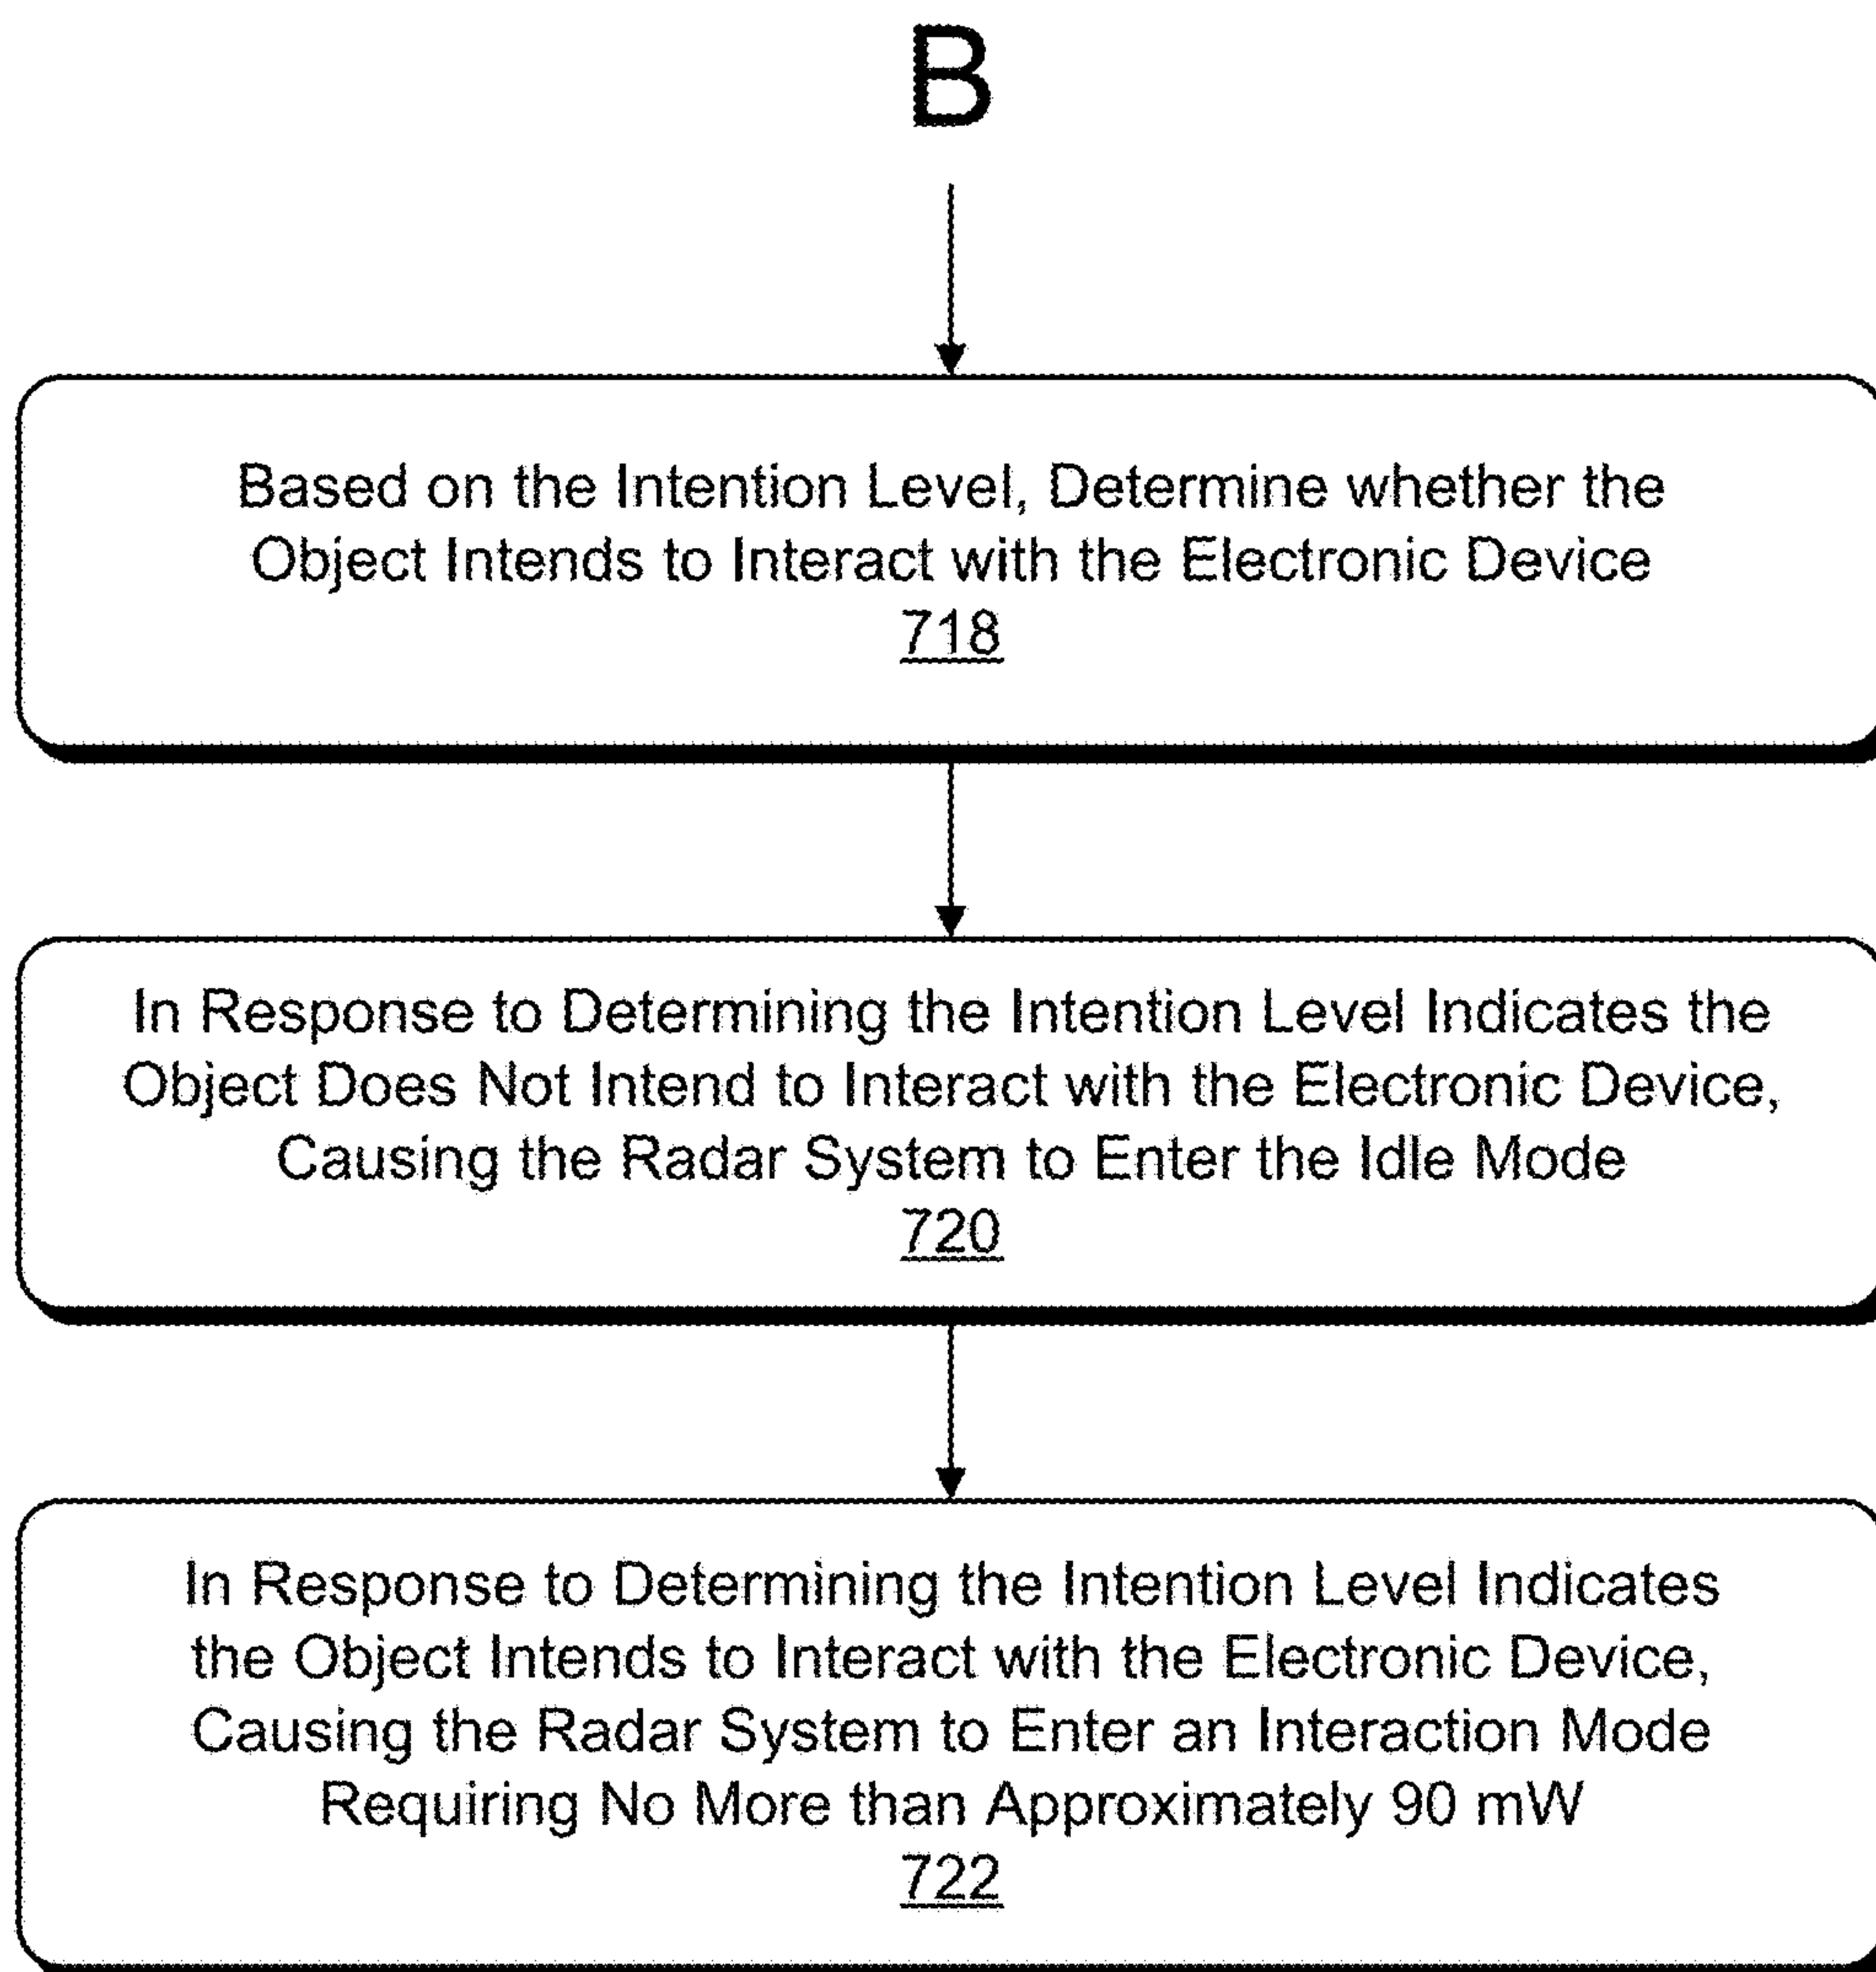 B
Based on the Intention Level, Determine whether the
Object Intends to Interact with the Electronic Device
718
In Response to Determining the Intention Level Indicates the
Object Does Not Intend to Interact with the Electronic Device,
Causing the Radar System to Enter the Idle Mode
720
In Response to Determining the Intention Level Indicates
the Object Intends to Interact with the Electronic Device,
Causing the Radar System to Enter an Interaction Mode
Requiring No More than Approximately 90 mW
722